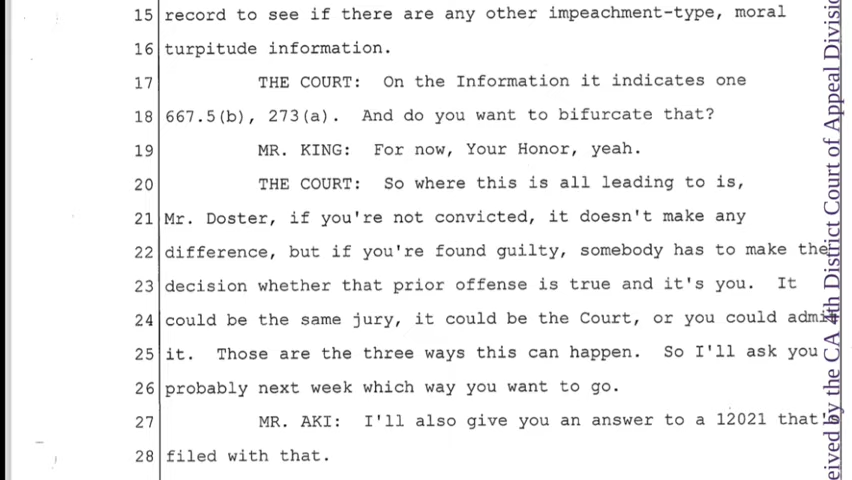 15 record to see if there are any other impeachment-type, moral
16 turpitude information.
17 THE COURT: On the Information it indicates one
18 667.5(b), 273(a). And do you want to bifurcate that?
19 MR. KING: For now, Your Honor, yeah.
20 THE COURT: So where this is all leading to is,
21 Mr. Doster, if you're not convicted, it doesn't make any
22 difference, but if you're found guilty, somebody has to make the
23 decision whether that prior offense is true and it's you. It
24 could be the same jury, it could be the Court, or you could admit
25 it. Those are the three ways this can happen. So I'll ask you
26 probably next week which way you want to go.
27 MR. AKI: I'll also give you an answer to a 12021 that's
28 filed with that.
eived by the CA 4th District Court of Appeal Divisio